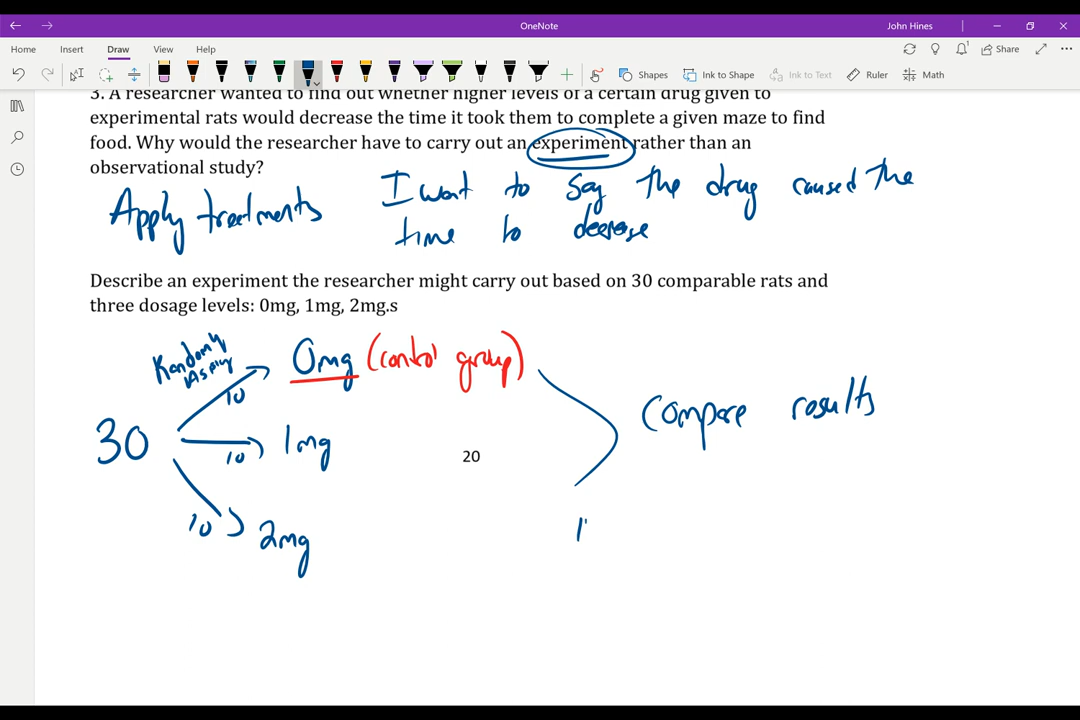 OneNote
John Hines
Home Insert Draw View Help
Share
Shapes Ink to Shape Ink to Text Ruler Math
3. A researcher wanted to find out whether higher levels of a certain drug given to
experimental rats would decrease the time it took them to complete a given maze to find
food. Why would the researcher have to carry out an experiment rather than an
observational study?
Apply treatments
I want to say the drug caused the
time to decrease
Describe an experiment the researcher might carry out based on 30 comparable rats and
three dosage levels: 0mg, 1mg, 2mg.s
Randomly
Assign
0mg (control group)
10
Compare results
30
10 1mg
20
10 2mg